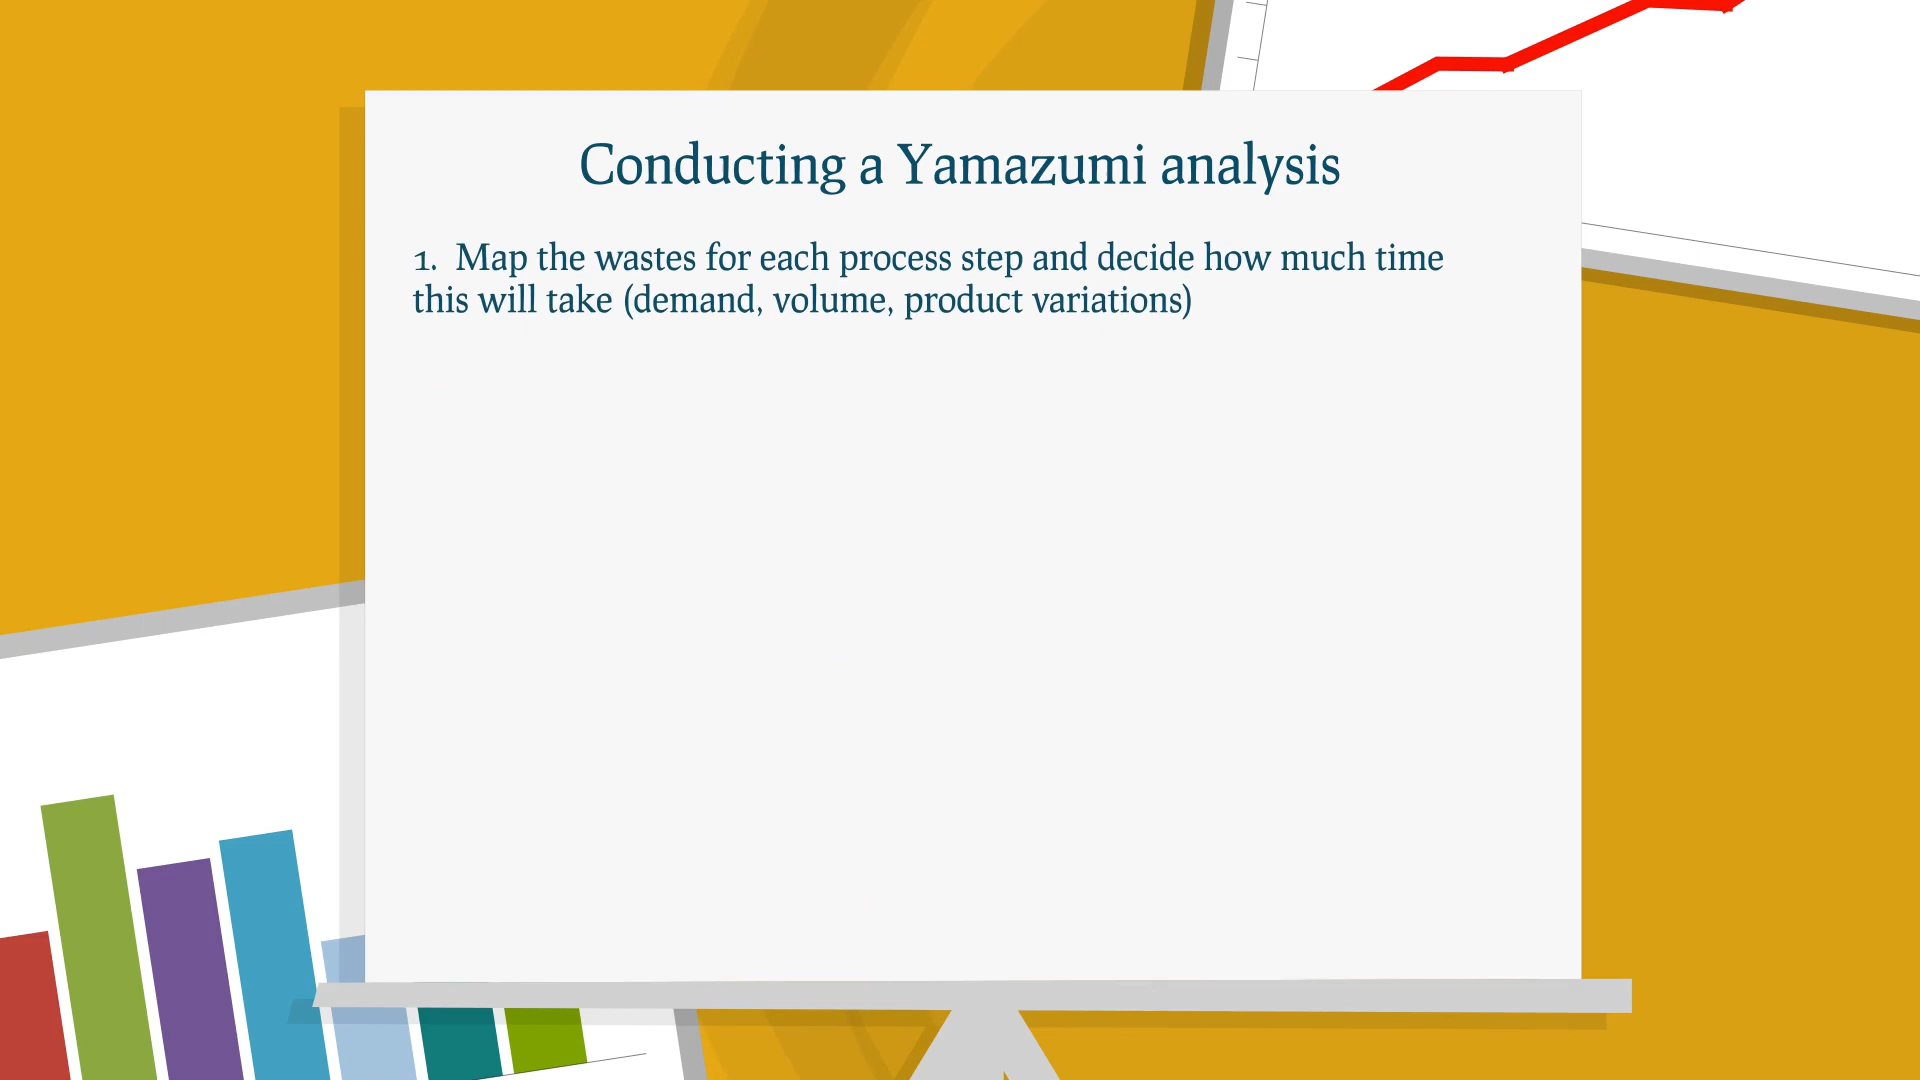 Conducting a Yamazumi analysis
1. Map the wastes for each process step and decide how much time
this will take (demand, volume, product variations)